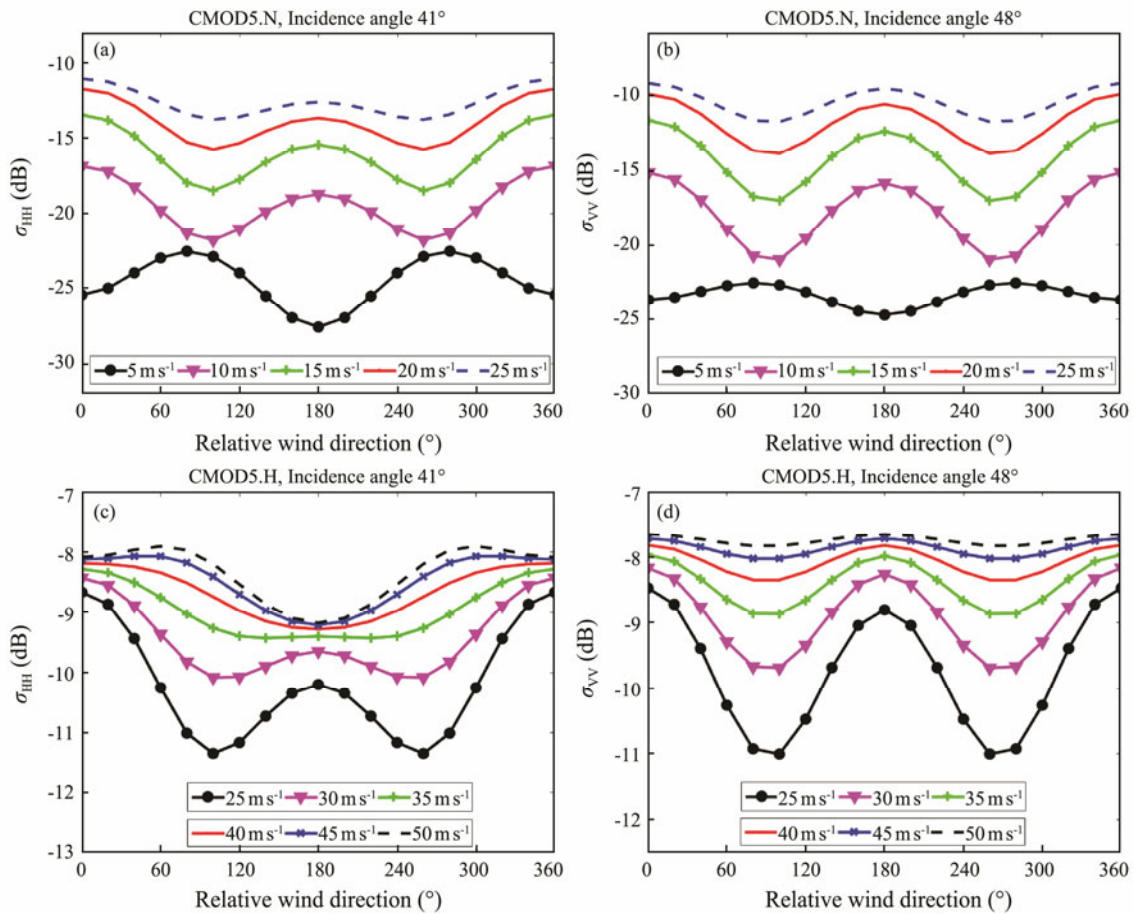 CMOD5.N, Incidence angle 41°
(a)
-10
-15
-20
-25
-30
σHH (dB)
5 m s-1 10 m s-1 15 m s-1 20 m s-1 25 m s-1
0 60 120 180 240 300 360
Relative wind direction (°)
CMOD5.N, Incidence angle 48°
(b)
-10
-15
-20
-25
-30
σVV (dB)
5 m s-1 10 m s-1 15 m s-1 20 m s-1 25 m s-1
0 60 120 180 240 300 360
Relative wind direction (°)
CMOD5.H, Incidence angle 41°
-7
(c)
-8
-9
-10
-11
-12
-13
σHH (dB)
25 m s-1 30 m s-1 35 m s-1
40 m s-1 45 m s-1 50 m s-1
0 60 120 180 240 300 360
Relative wind direction (°)
CMOD5.H, Incidence angle 48°
-7
(d)
-8
-9
-10
-11
-12
σVV (dB)
25 m s-1 30 m s-1 35 m s-1
40 m s-1 45 m s-1 50 m s-1
0 60 120 180 240 300 360
Relative wind direction (°)